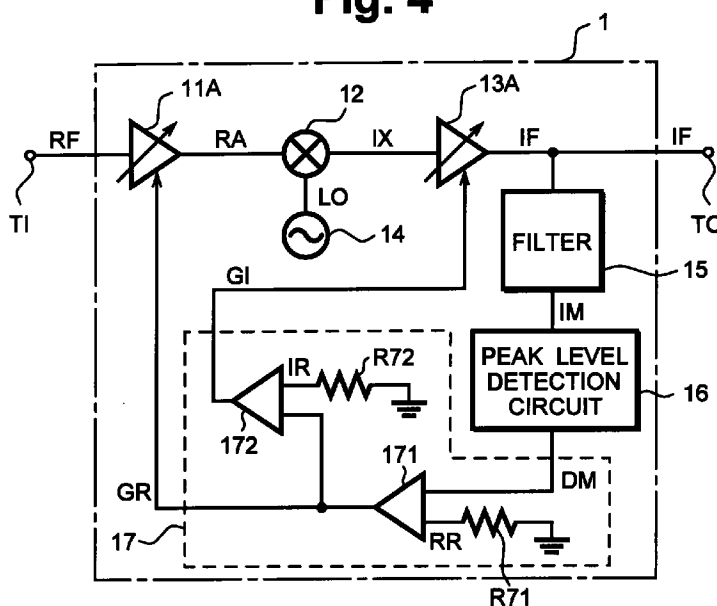 Fig. 4
1
11A
12
13A
RF
RA
IX
IF
IF
TI
LO
14
TO
FILTER
15
GI
IM
IR
R72
PEAK LEVEL
DETECTION
CIRCUIT
16
172
171
GR
DM
17
RR
R71